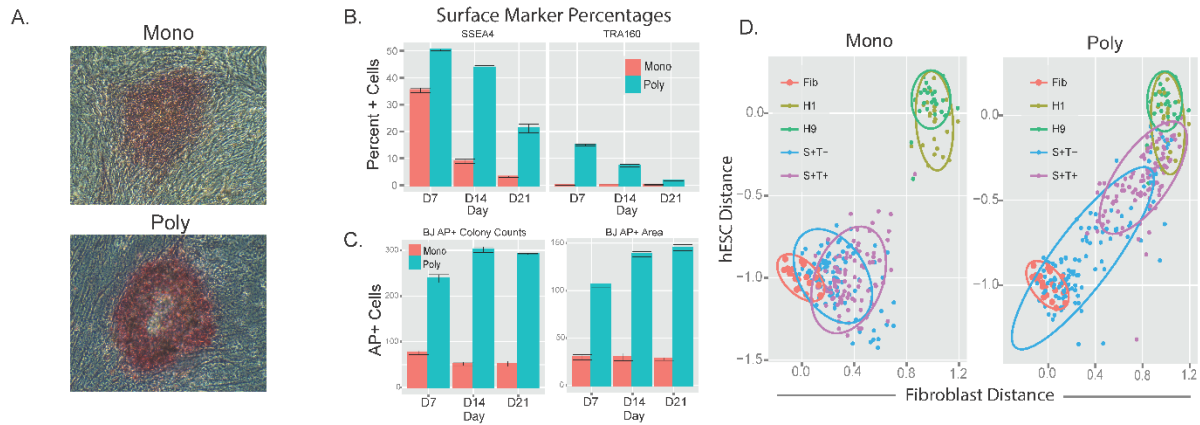 A.
Mono
Poly
B.
Surface Marker Percentages
SSEA4
TRA160
Percent + Cells
50
40
30
20
10
0
Mono
Poly
D7
D14
D21
D7
D14
D21
Day
Day
C.
BJ AP+ Colony Counts
BJ AP+ Area
AP+ Cells
300
200
100
0
Mono
Poly
150
100
50
0
D7
D14
D21
D7
D14
D21
Day
Day
D.
Mono
Poly
hESC Distance
0.0
−0.5
−1.0
−1.5
Fib
H1
H9
S+T−
S+T+
0.0
0.4
0.8
1.2
0.0
−0.5
−1.0
Fib
H1
H9
S+T−
S+T+
0.0
0.4
0.8
1.2
Fibroblast Distance